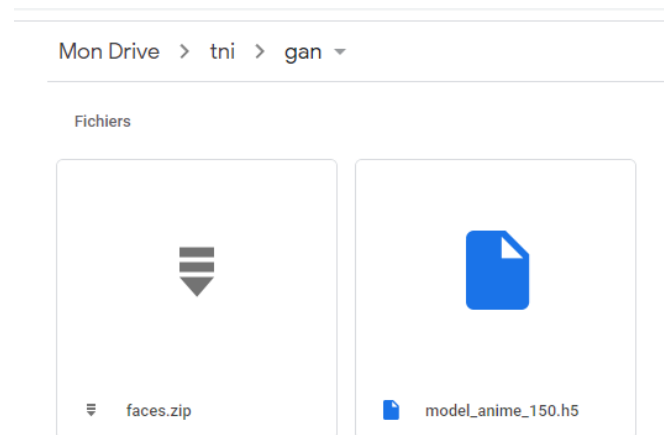 Mon Drive > tni > gan
Fichiers
faces.zip
model_anime_150.h5